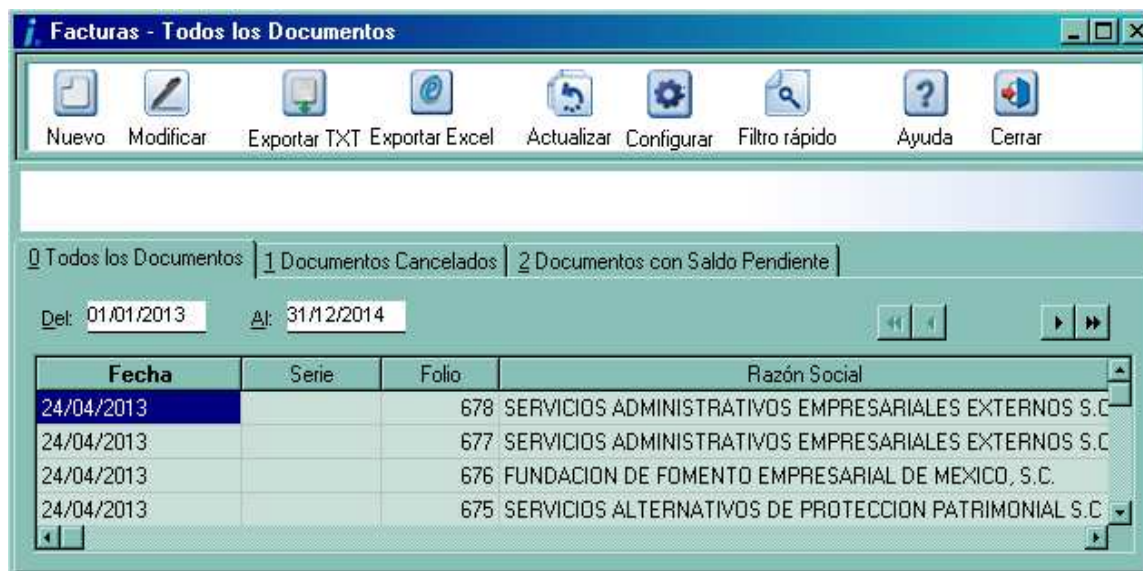 Facturas - Todos los Documentos
Nuevo Modificar Exportar TXT Exportar Excel Actualizar Configurar Filtro rápido Ayuda Cerrar
0 Todos los Documentos 1 Documentos Cancelados 2 Documentos con Saldo Pendiente
Del: 01/01/2013 Al: 31/12/2014
Fecha Serie Folio Razón Social
24/04/2013 678 SERVICIOS ADMINISTRATIVOS EMPRESARIALES EXTERNOS S.C
24/04/2013 677 SERVICIOS ADMINISTRATIVOS EMPRESARIALES EXTERNOS S.C
24/04/2013 676 FUNDACION DE FOMENTO EMPRESARIAL DE MEXICO, S.C.
24/04/2013 675 SERVICIOS ALTERNATIVOS DE PROTECCION PATRIMONIAL S.C